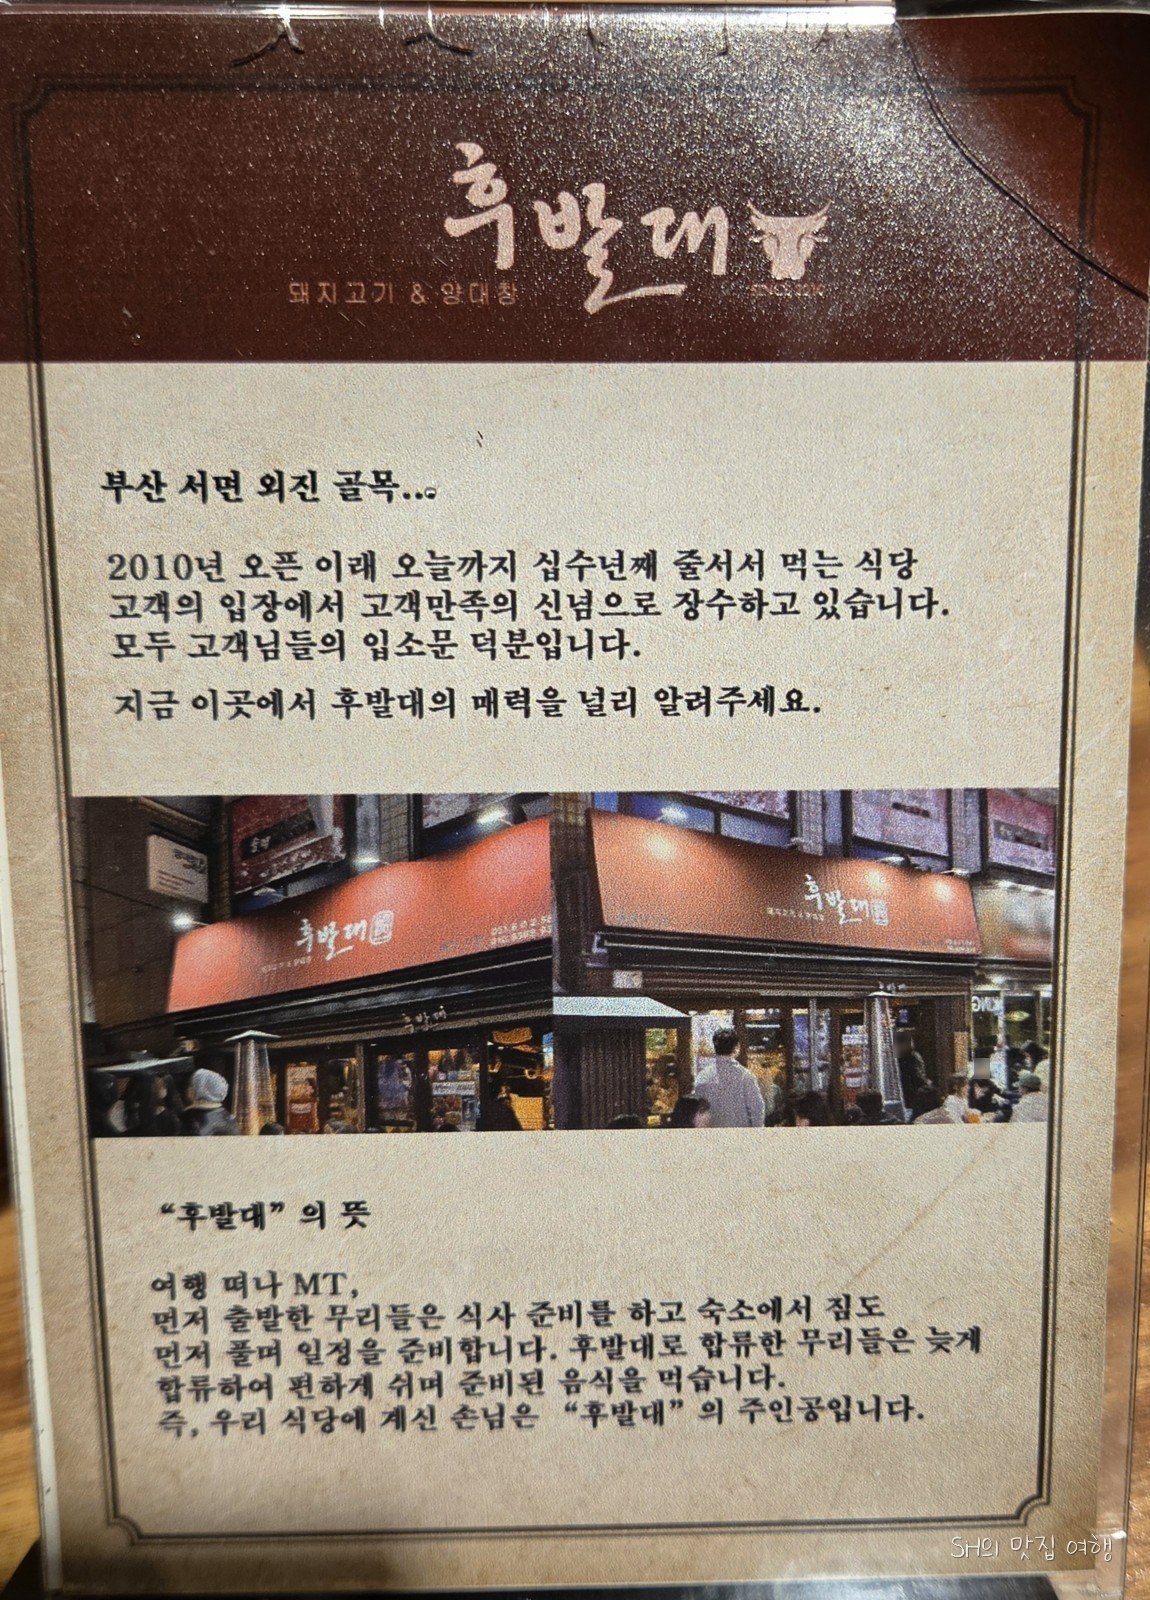 후발대
돼지고기 & 양대창
부산 서면 외진 골목...
2010년 오픈 이래 오늘까지 십수년째 줄서서 먹는 식당
고객의 입장에서 고객만족의 신념으로 장수하고 있습니다.
모두 고객님들의 입소문 덕분입니다.
지금 이곳에서 후발대의 매력을 널리 알려주세요.
후발대
후발대
후발대
후발대
“후발대” 의 뜻
여행 떠나 MT,
먼저 출발한 무리들은 식사 준비를 하고 숙소에서 짐도
먼저 풀며 일정을 준비합니다. 후발대로 합류한 무리들은 늦게
합류하여 편하게 쉬며 준비된 음식을 먹습니다.
즉, 우리 식당에 계신 손님은 “후발대” 의 주인공입니다.
SH의 맛집 여행